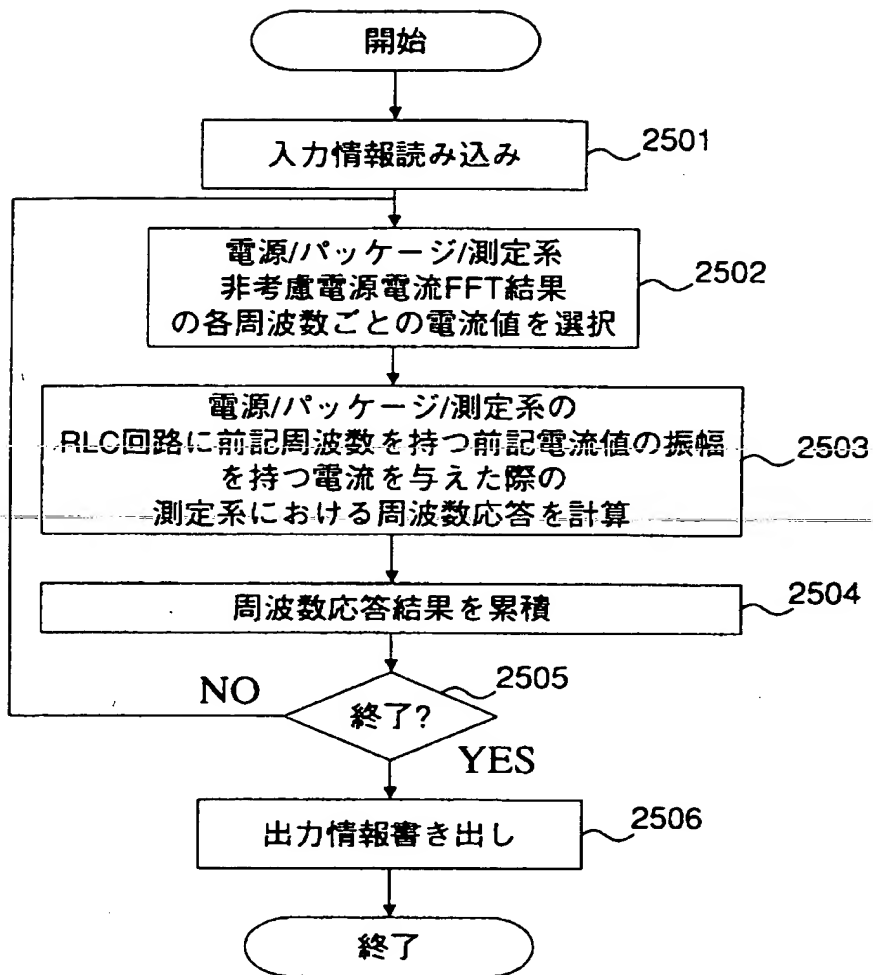 開始
入力情報読み込み
2501
電源/パッケージ/測定系
非考慮電源電流FFT結果
の各周波数ごとの電流値を選択
2502
電源/パッケージ/測定系の
RLC回路に前記周波数を持つ前記電流値の振幅
を持つ電流を与えた際の
測定系における周波数応答を計算
2503
周波数応答結果を累積
2504
終了?
2505
NO
YES
出力情報書き出し
2506
終了